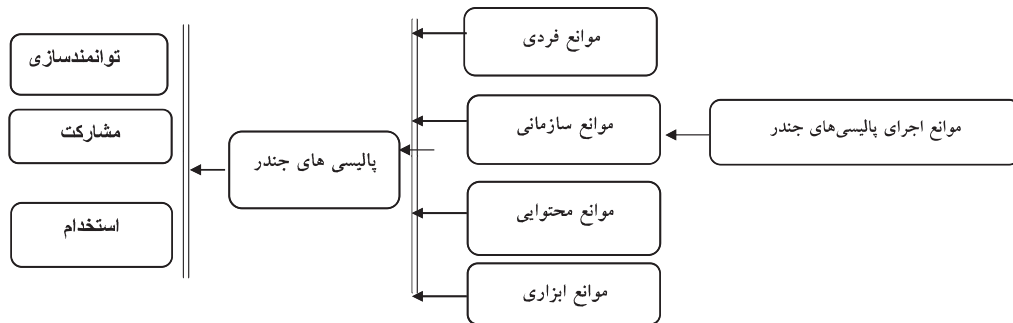 موانع اجرای پالیسی‌های جندر
موانع فردی
موانع سازمانی
موانع محتوایی
موانع ابزاری
پالیسی های جندر
توانمندسازی
مشارکت
استخدام